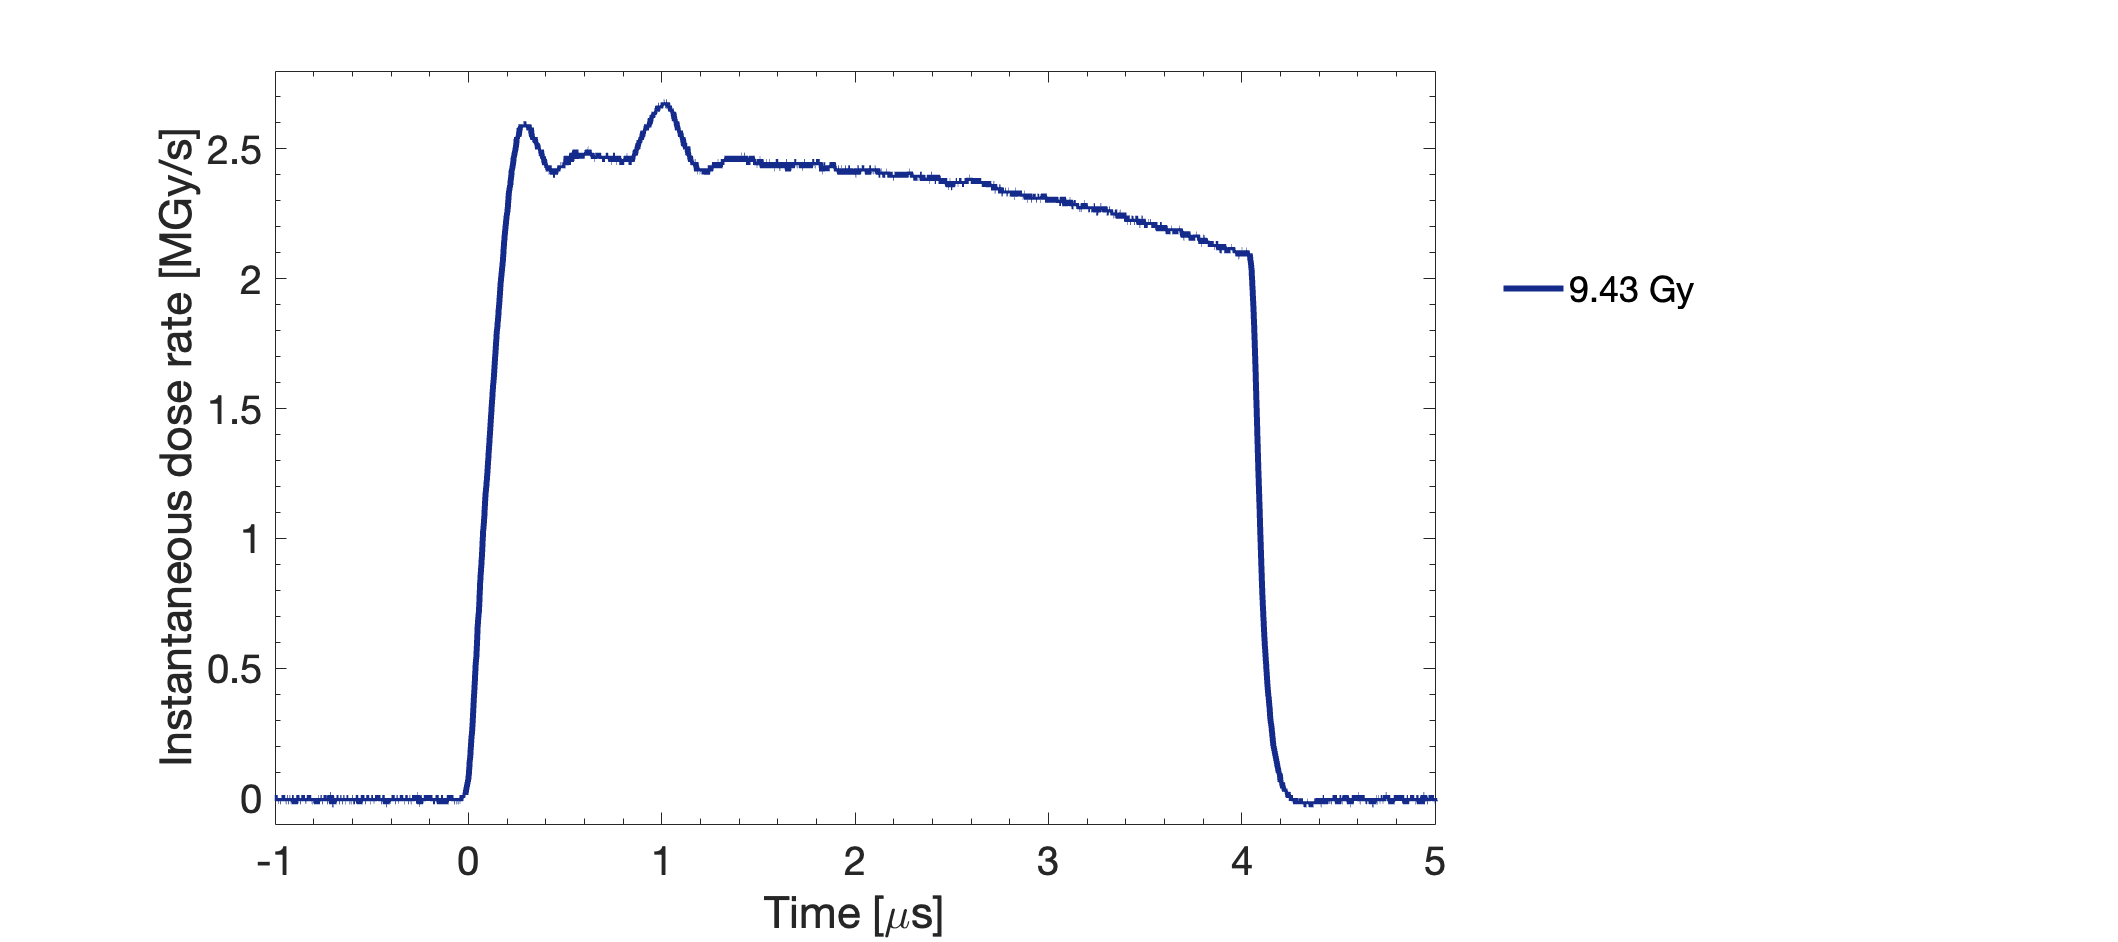 Instantaneous dose rate [MGy/s]
2.5
2
1.5
1
0.5
0
-1 0 1 2 3 4 5
Time [μs]
9.43 Gy